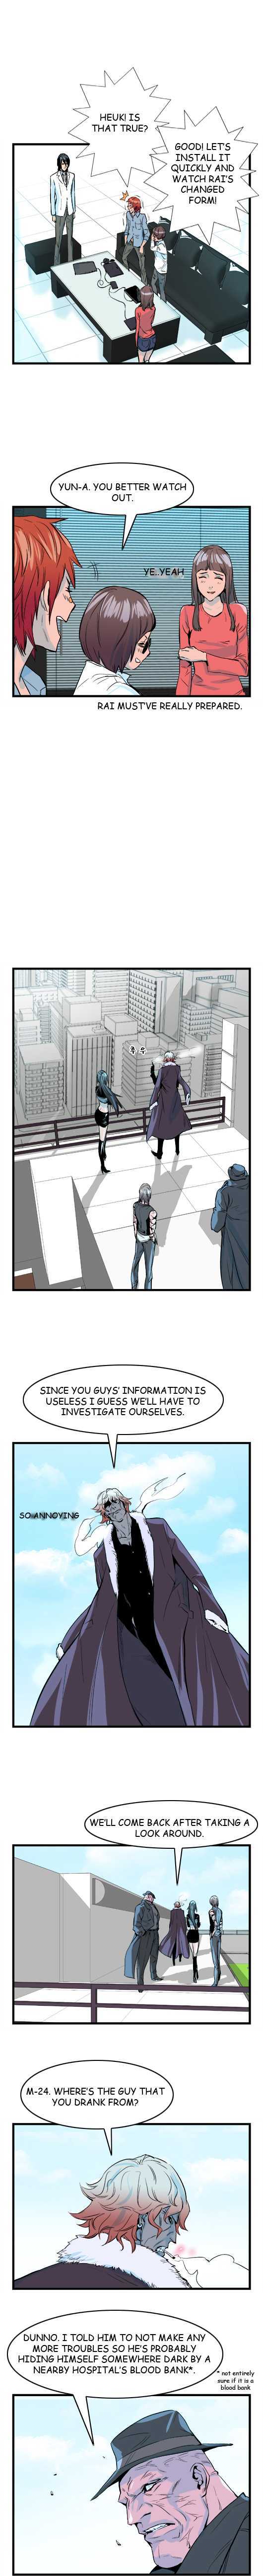 HEUK! IS
THAT TRUE?
GOOD! LET'S
INSTALL IT
QUICKLY AND
WATCH RAI'S
CHANGED
FORM!
YUN-A. YOU BETTER WATCH
OUT.
YE..YEAH
RAI MUST'VE REALLY PREPARED.
SINCE YOU GUYS' INFORMATION IS
USELESS I GUESS WE'LL HAVE TO
INVESTIGATE OURSELVES.
SO ANNOYING
WE'LL COME BACK AFTER TAKING A
LOOK AROUND.
M-24. WHERE'S THE GUY THAT
YOU DRANK FROM?
DUNNO. I TOLD HIM TO NOT MAKE ANY
MORE TROUBLES SO HE'S PROBABLY
HIDING HIMSELF SOMEWHERE DARK BY A
NEARBY HOSPITAL'S BLOOD BANK*.
* not entirely
sure if it is a
blood bank